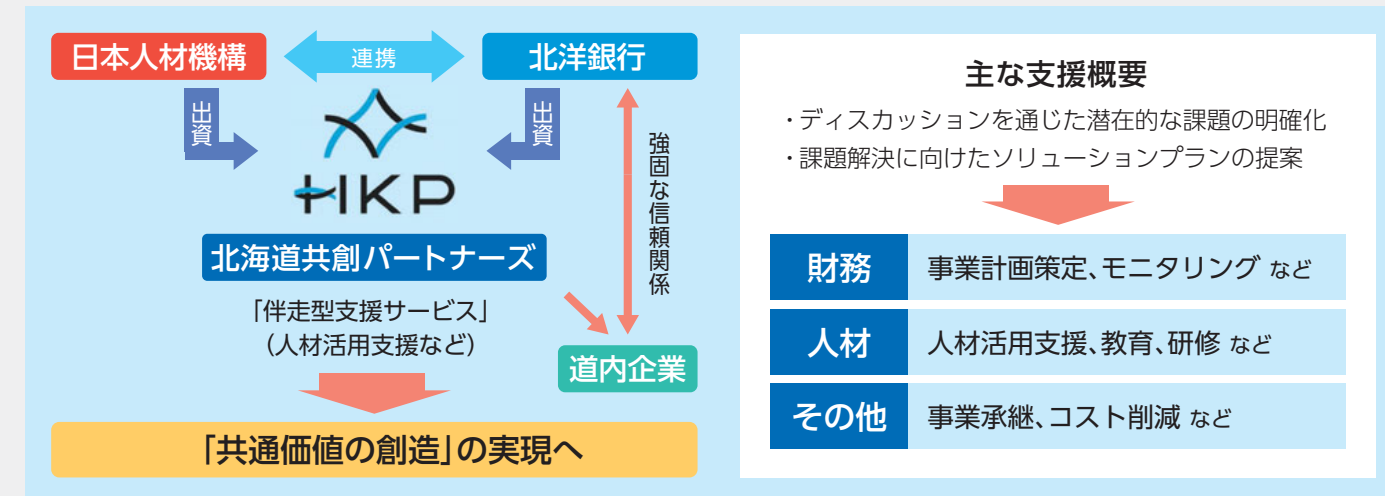 日本人材機構
連携
北洋銀行
出資
出資
HKP
強固な信頼関係
北海道共創パートナーズ
「伴走型支援サービス」
（人材活用支援など）
道内企業
「共通価値の創造」の実現へ
主な支援概要
・ディスカッションを通じた潜在的な課題の明確化
・課題解決に向けたソリューションプランの提案
財務 事業計画策定、モニタリング など
人材 人材活用支援、教育、研修 など
その他 事業承継、コスト削減 など